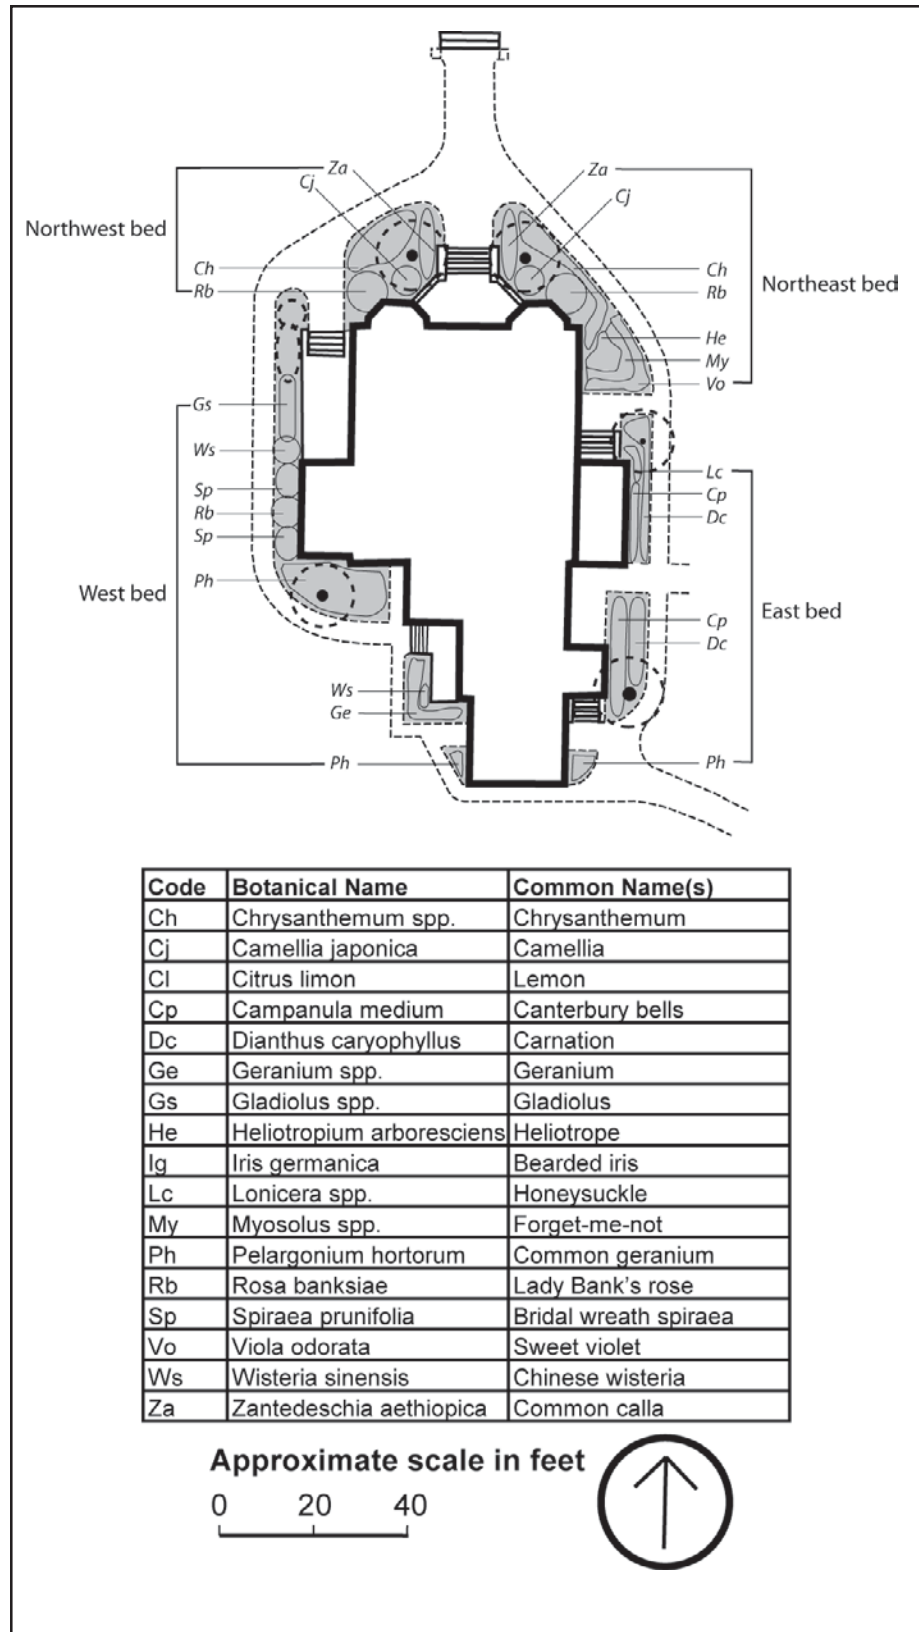 Za
Za
Cj
Cj
Northwest bed
Ch
Rb
Ch
Rb
Northeast bed
He
My
Vo
Gs
Ws
Sp
Rb
Sp
Ph
West bed
Lc
Cp
Dc
East bed
Cp
Dc
Ws
Ge
Ph
Ph
Code Botanical Name Common Name(s)
Ch Chrysanthemum spp. Chrysanthemum
Cj Camellia japonica Camellia
Cl Citrus limon Lemon
Cp Campanula medium Canterbury bells
Dc Dianthus caryophyllus Carnation
Ge Geranium spp. Geranium
Gs Gladiolus spp. Gladiolus
He Heliotropium arboresciens Heliotrope
Ig Iris germanica Bearded iris
Lc Lonicera spp. Honeysuckle
My Myosolus spp. Forget-me-not
Ph Pelargonium hortorum Common geranium
Rb Rosa banksiae Lady Bank's rose
Sp Spiraea prunifolia Bridal wreath spiraea
Vo Viola odorata Sweet violet
Ws Wisteria sinensis Chinese wisteria
Za Zantedeschia aethiopica Common calla
Approximate scale in feet
0 20 40